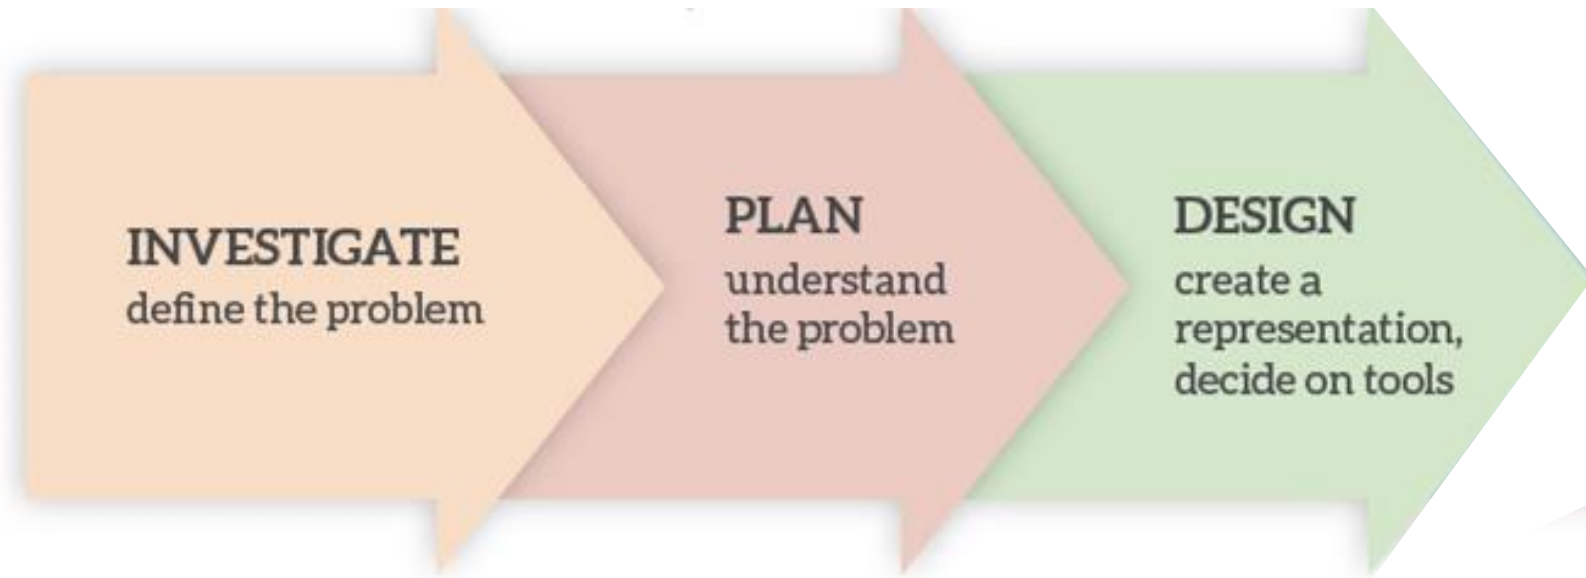 INVESTIGATE
define the problem
PLAN
understand
the problem
DESIGN
create a
representation,
decide on tools